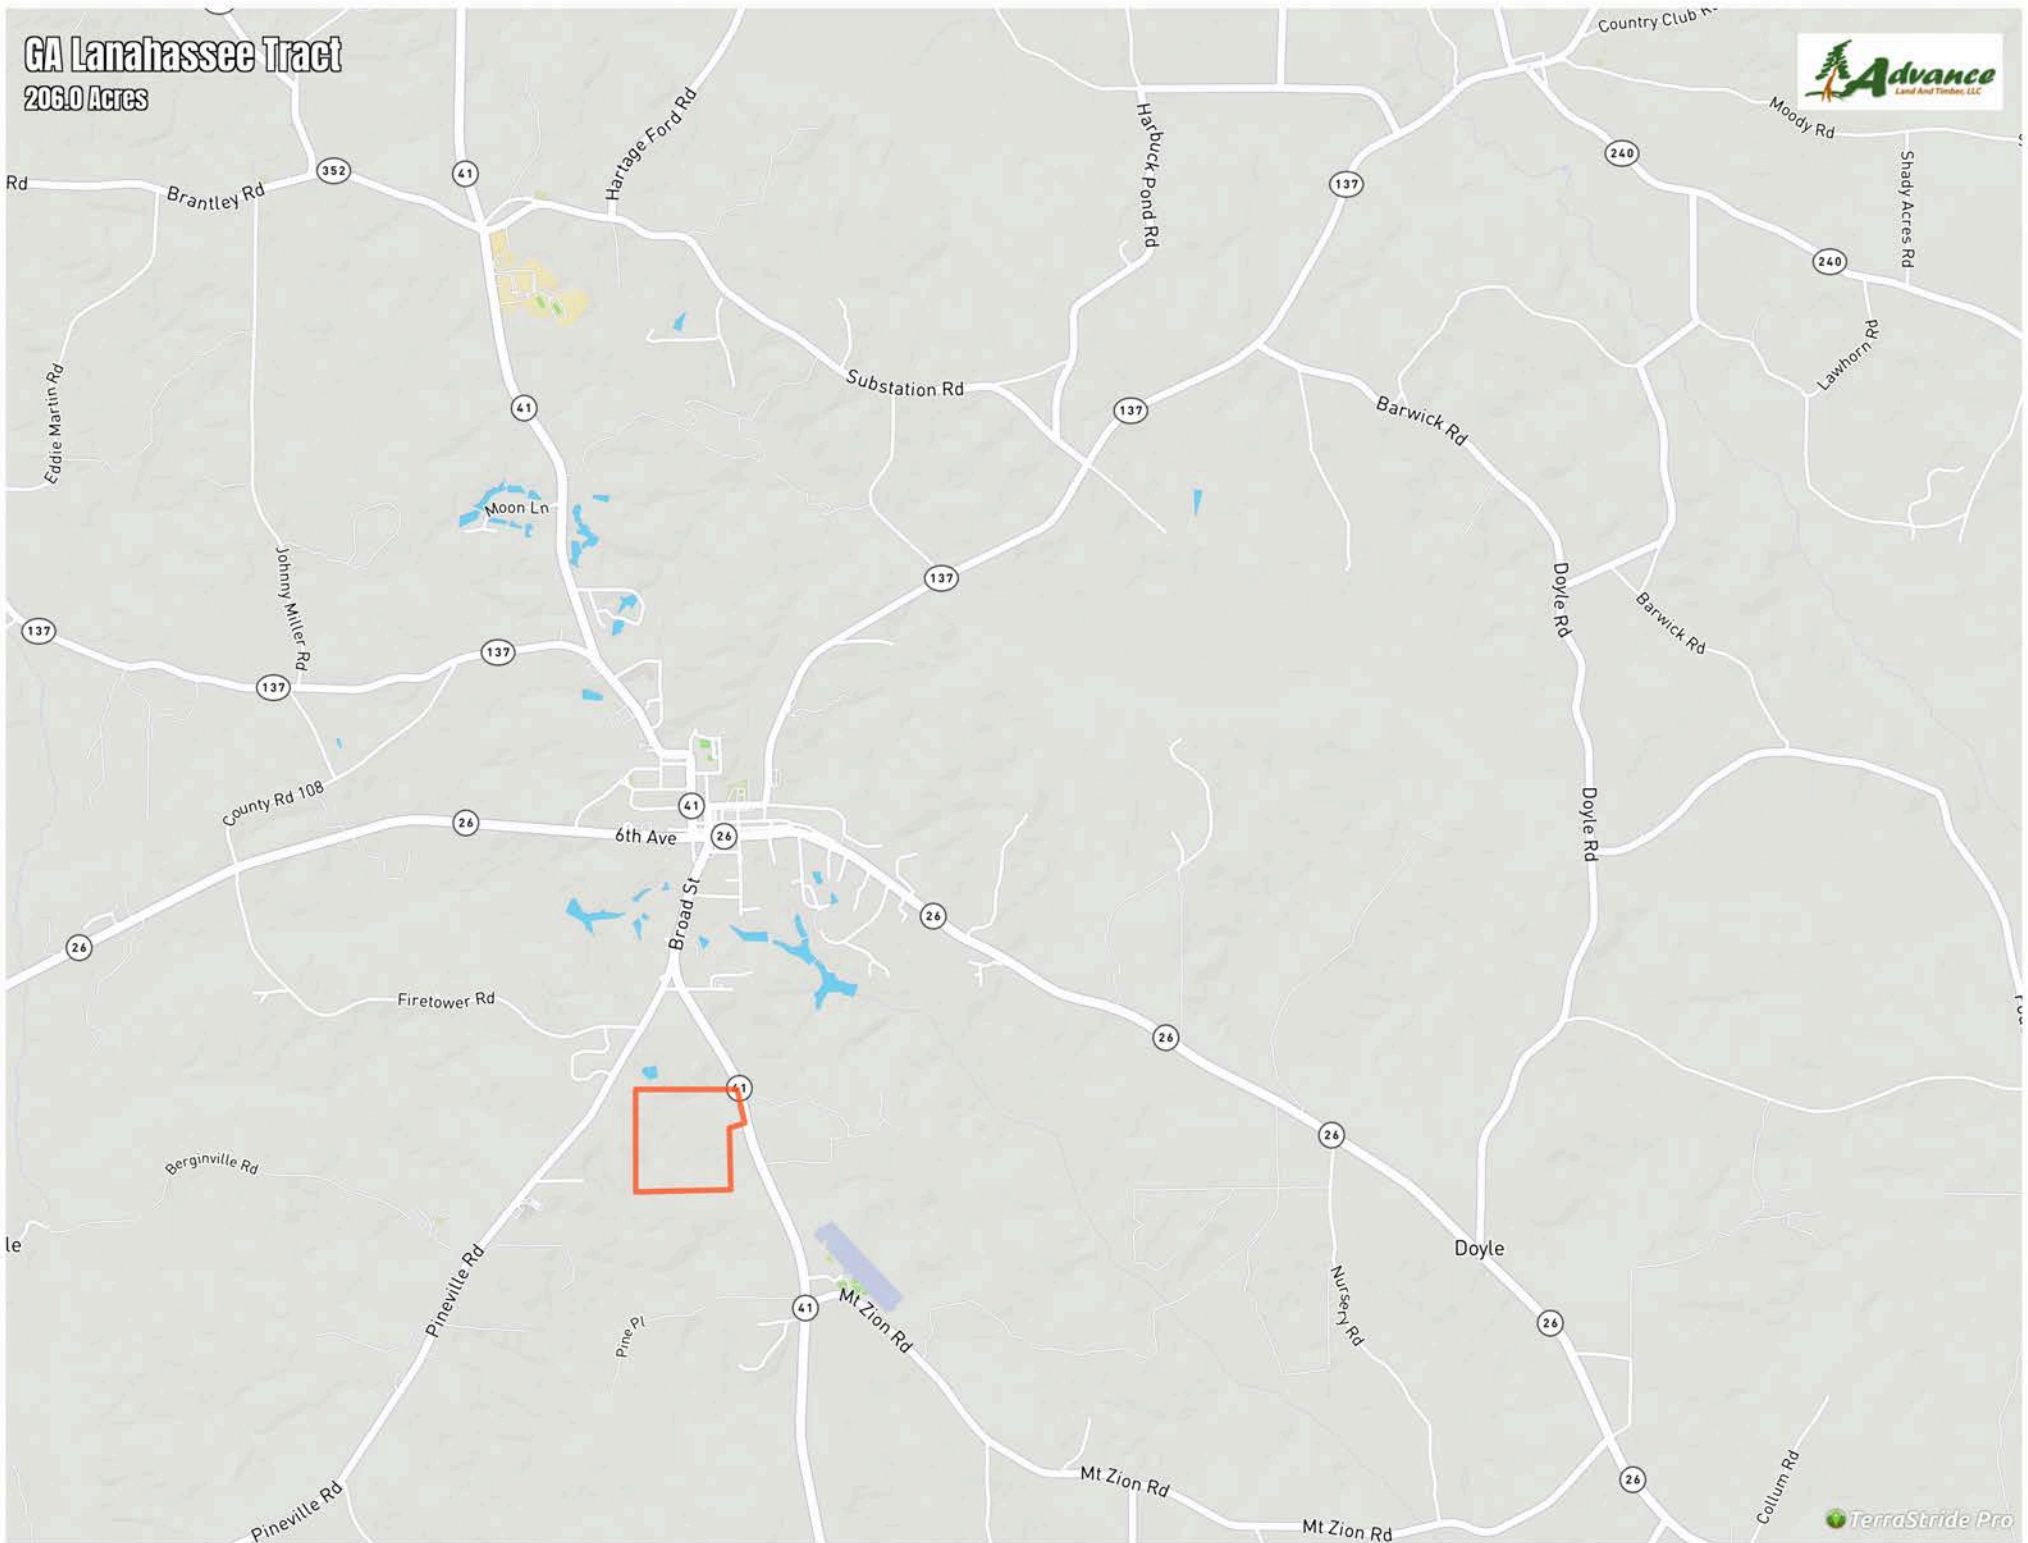 GA Lanahassee Tract
206.0 Acres
Advance
Land And Timber, LLC
Country Club
Moody Rd
Shady Acres Rd
240
240
Lawhorn Rd
Harbuck Pond Rd
137
Hartage Ford Rd
41
352
Rd
Brantley Rd
Eddie Martin Rd
41
Substation Rd
137
Barwick Rd
Moon Ln
Johnny Miller Rd
137
Doyle Rd
Barwick Rd
137
137
137
County Rd 108
26
41
6th Ave
26
Doyle Rd
Broad St
26
26
Firetower Rd
26
41
26
Berginville Rd
le
Pineville Rd
Doyle
Nursery Rd
Pine Pl
41
Mt Zion Rd
26
Mt Zion Rd
26
Collum Rd
Pineville Rd
Mt Zion Rd
TerraStride Pro